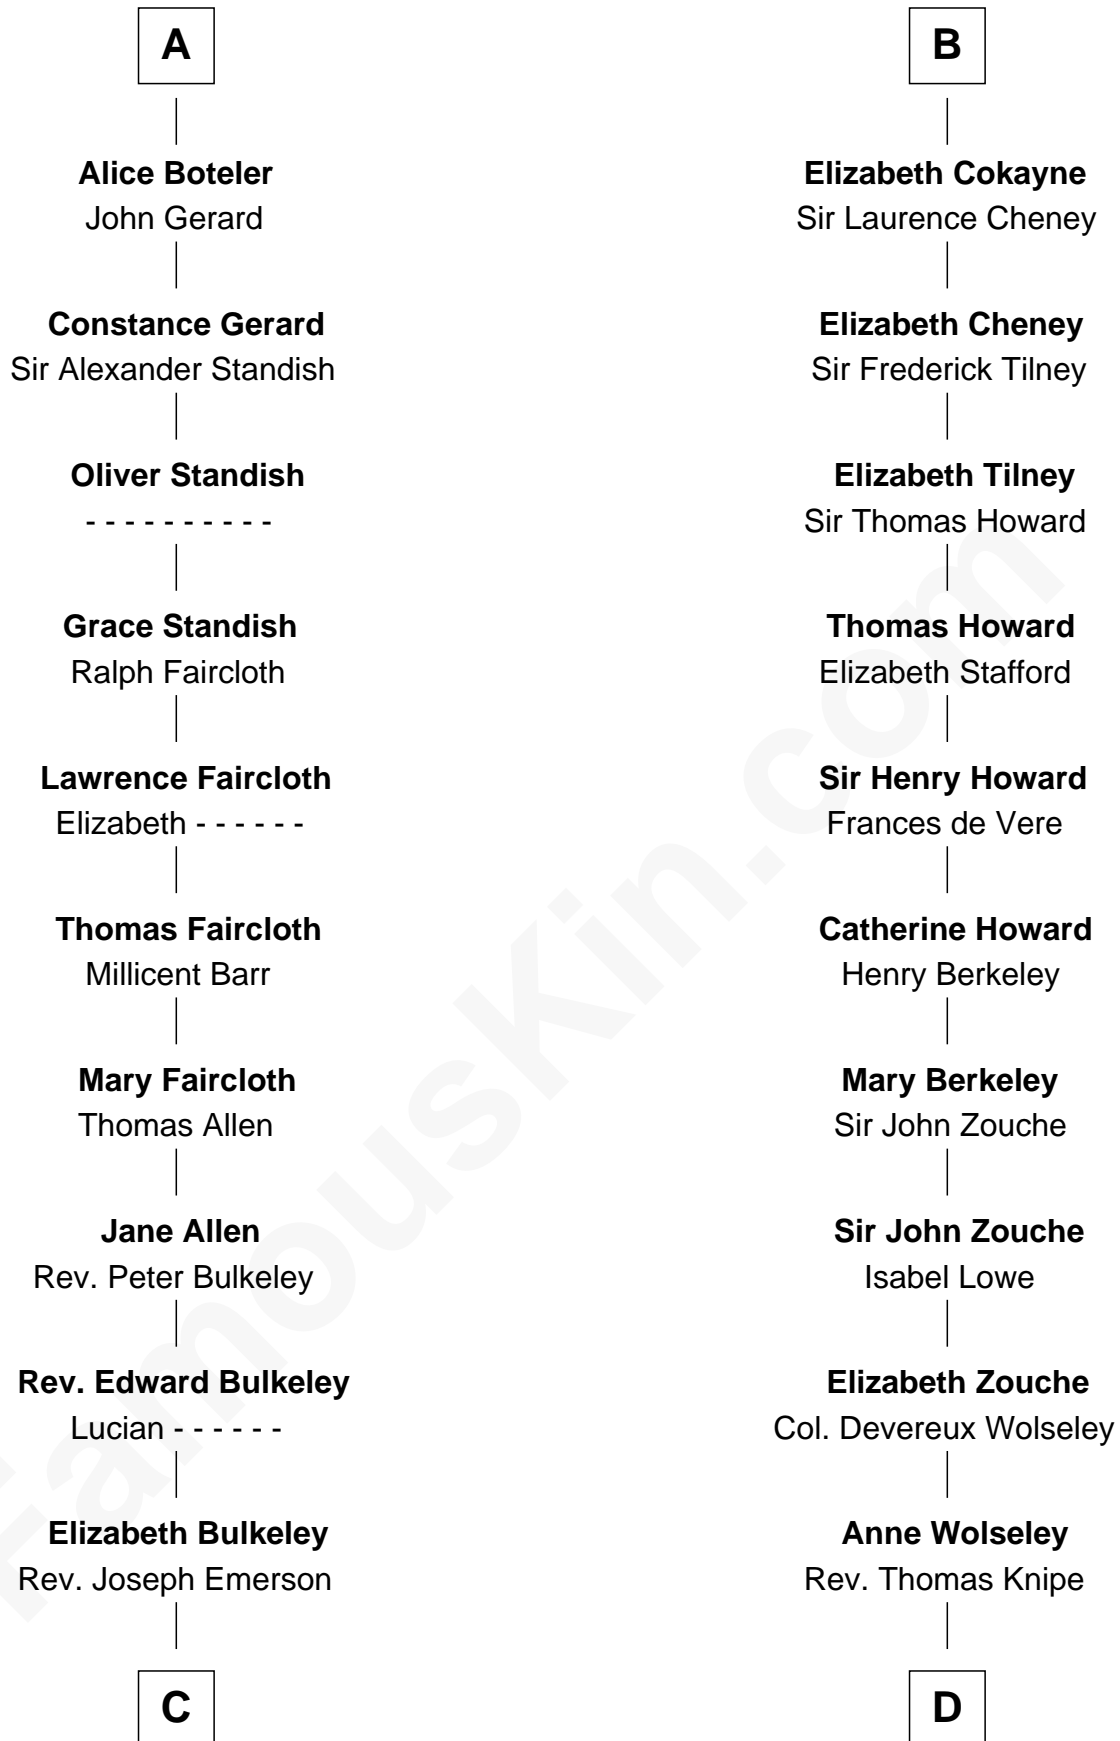 A
Alice Boteler
John Gerard
Constance Gerard
Sir Alexander Standish
Oliver Standish
- - - - - - - - - -
Grace Standish
Ralph Faircloth
Lawrence Faircloth
Elizabeth - - - - - -
Thomas Faircloth
Millicent Barr
Mary Faircloth
Thomas Allen
Jane Allen
Rev. Peter Bulkeley
Rev. Edward Bulkeley
Lucian - - - - - -
Elizabeth Bulkeley
Rev. Joseph Emerson
C
B
Elizabeth Cokayne
Sir Laurence Cheney
Elizabeth Cheney
Sir Frederick Tilney
Elizabeth Tilney
Sir Thomas Howard
Thomas Howard
Elizabeth Stafford
Sir Henry Howard
Frances de Vere
Catherine Howard
Henry Berkeley
Mary Berkeley
Sir John Zouche
Sir John Zouche
Isabel Lowe
Elizabeth Zouche
Col. Devereux Wolseley
Anne Wolseley
Rev. Thomas Knipe
D
FamousKin.com